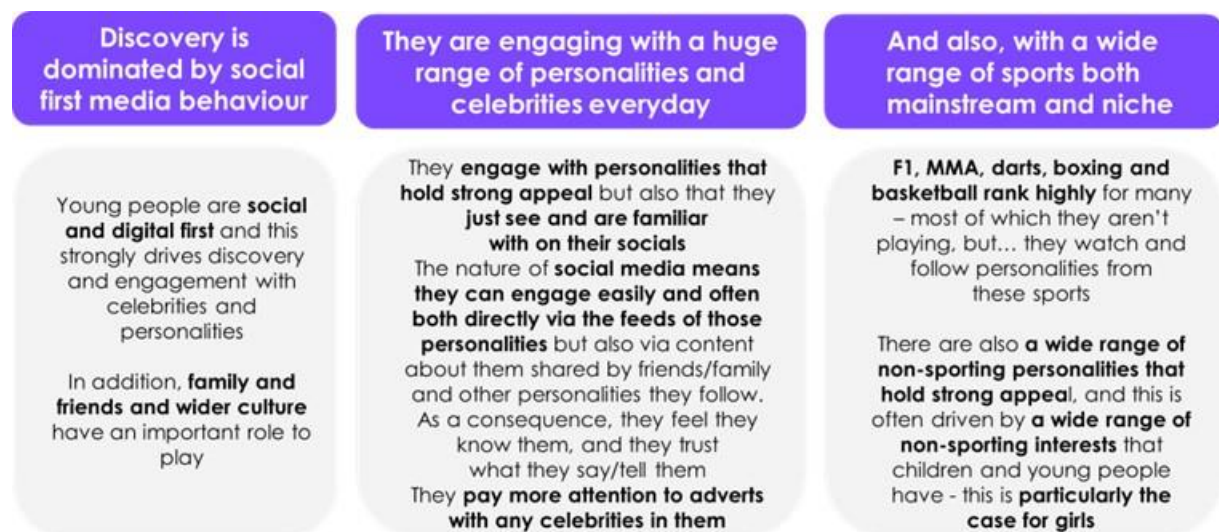 Discovery is
dominated by social
first media behaviour
Young people are social
and digital first and this
strongly drives discovery
and engagement with
celebrities and
personalities
In addition, family and
friends and wider culture
have an important role to
play
They are engaging with a huge
range of personalities and
celebrities everyday
They engage with personalities that
hold strong appeal but also that they
just see and are familiar
with on their socials
The nature of social media means
they can engage easily and often
both directly via the feeds of those
personalities but also via content
about them shared by friends/family
and other personalities they follow.
As a consequence, they feel they
know them, and they trust
what they say/tell them
They pay more attention to adverts
with any celebrities in them
And also, with a wide
range of sports both
mainstream and niche
F1, MMA, darts, boxing and
basketball rank highly for many
– most of which they aren't
playing, but... they watch and
follow personalities from
these sports
There are also a wide range of
non-sporting personalities that
hold strong appeal, and this is
often driven by a wide range of
non-sporting interests that
children and young people
have - this is particularly the
case for girls